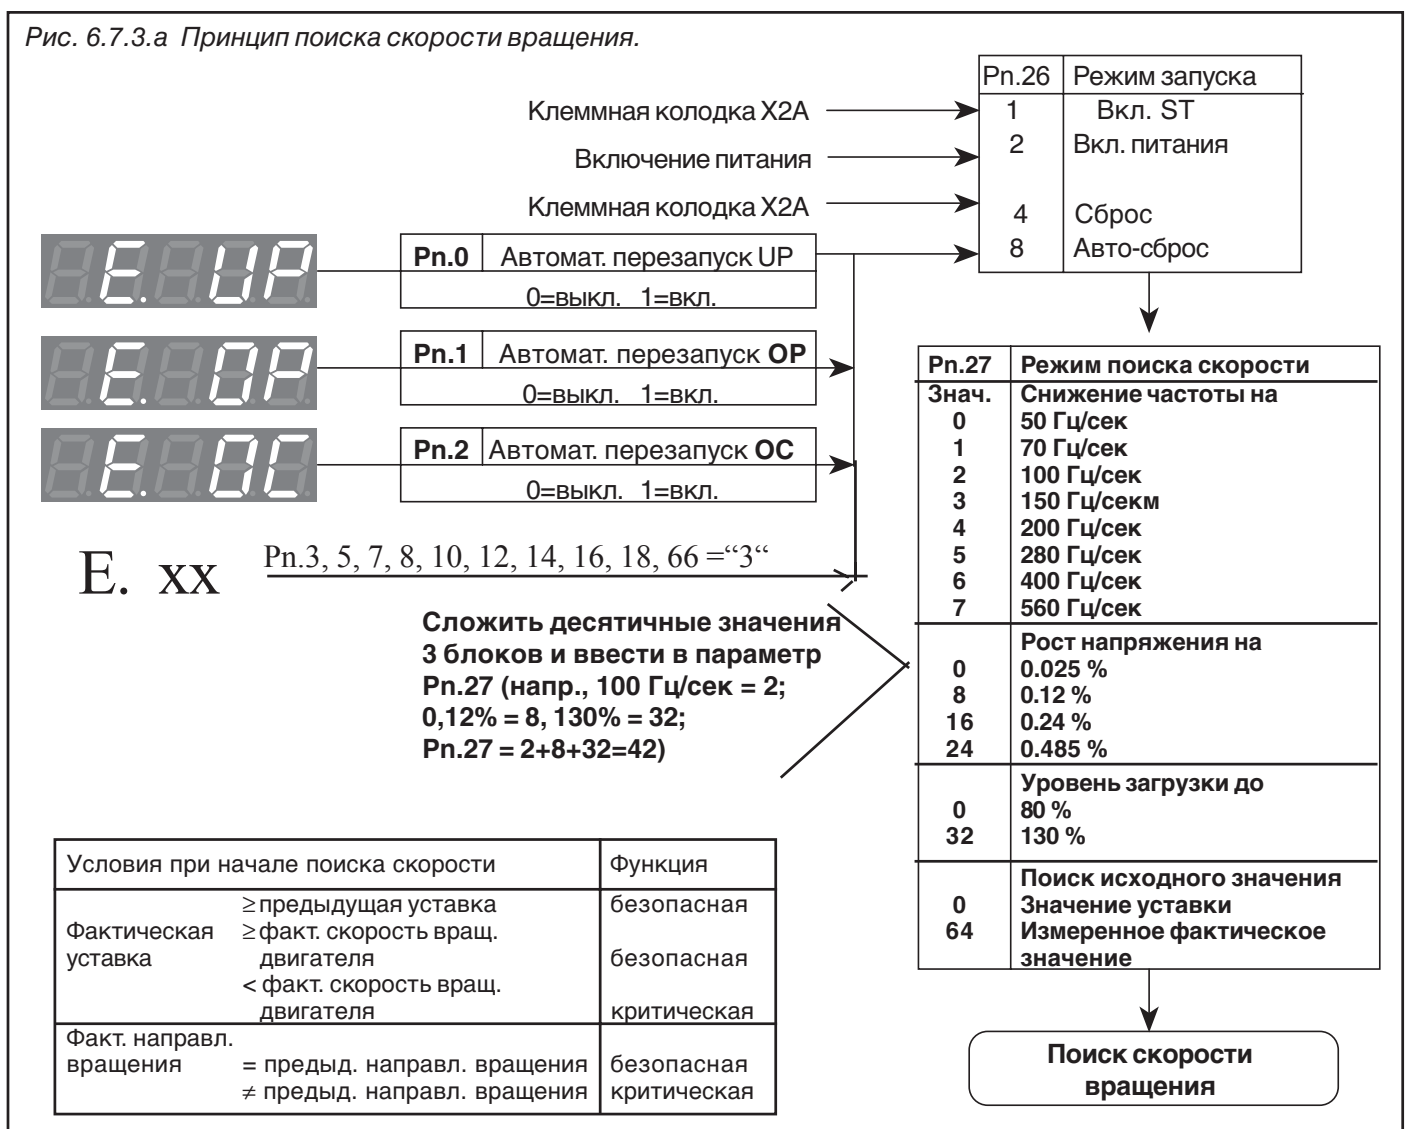 Рис. 6.7.3.а Принцип поиска скорости вращения.
Клеммная колодка X2A
Включение питания
Клеммная колодка X2A
Pn.26 Режим запуска
1 Вкл. ST
2 Вкл. питания
4 Сброс
8 Авто-сброс
E. UP
Pn.0 Автомат. перезапуск UP
0=выкл. 1=вкл.
E. OP
Pn.1 Автомат. перезапуск OP
0=выкл. 1=вкл.
E. OC
Pn.2 Автомат. перезапуск OC
0=выкл. 1=вкл.
E. xx
Pn.3, 5, 7, 8, 10, 12, 14, 16, 18, 66 =“3“
Сложить десятичные значения
3 блоков и ввести в параметр
Pn.27 (напр., 100 Гц/сек = 2;
0,12% = 8, 130% = 32;
Pn.27 = 2+8+32=42)
Pn.27 Режим поиска скорости
Знач. Снижение частоты на
0 50 Гц/сек
1 70 Гц/сек
2 100 Гц/сек
3 150 Гц/секм
4 200 Гц/сек
5 280 Гц/сек
6 400 Гц/сек
7 560 Гц/сек
Рост напряжения на
0 0.025 %
8 0.12 %
16 0.24 %
24 0.485 %
Уровень загрузки до
0 80 %
32 130 %
Поиск исходного значения
0 Значение уставки
64 Измеренное фактическое
значение
Поиск скорости
вращения
Условия при начале поиска скорости Функция
≥ предыдущая уставка безопасная
Фактическая ≥ факт. скорость вращ.
уставка двигателя безопасная
< факт. скорость вращ.
двигателя критическая
Факт. направл.
вращения = предыд. направл. вращения безопасная
≠ предыд. направл. вращения критическая